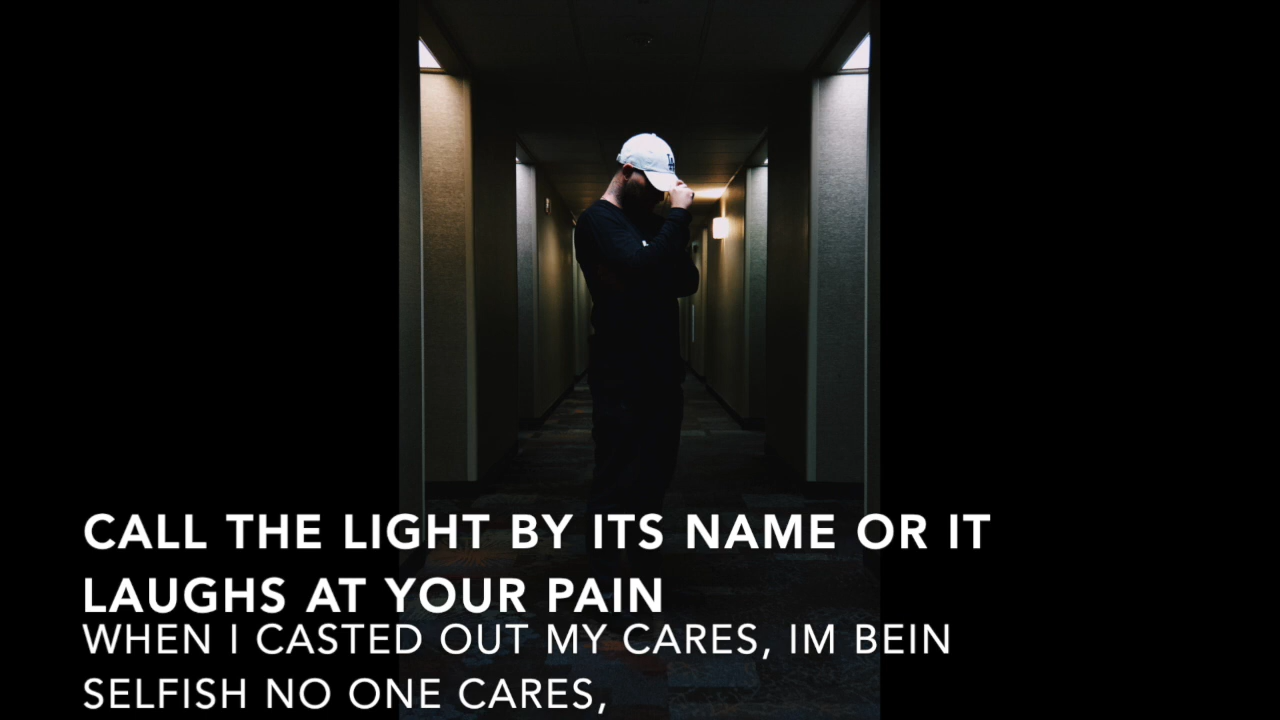 CALL THE LIGHT BY ITS NAME OR IT
LAUGHS AT YOUR PAIN
WHEN I CASTED OUT MY CARES, IM BEIN
SELFISH NO ONE CARES,